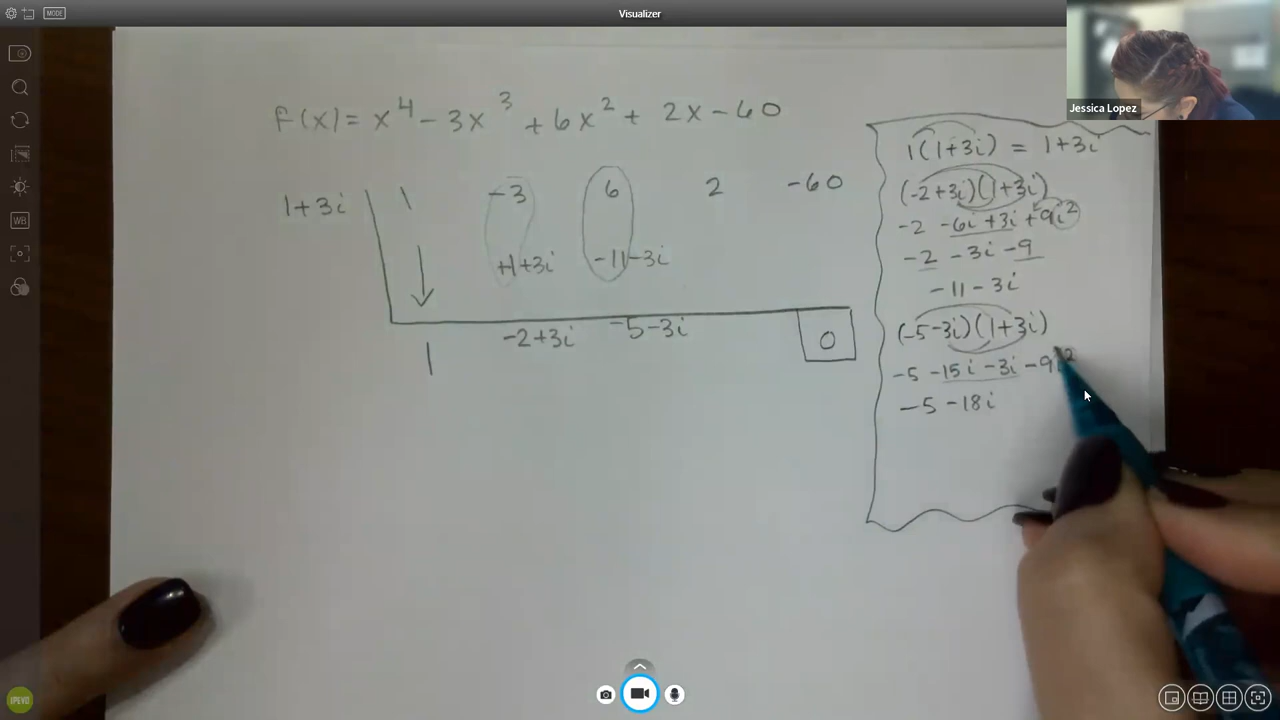 MODE
Visualizer
Jessica Lopez
f(x) = x⁴ - 3x³ + 6x² + 2x - 60
1+3i 1 -3 6 2 -60
+1+3i -11-3i
1 -2+3i -5-3i 0
1(1+3i) = 1+3i
(-2+3i)(1+3i)
-2 -6i +3i +9i²
-2 -3i -9
-11 - 3i
(-5-3i)(1+3i)
-5 -15i -3i -9i²
-5 -18i
WB
IPEVO